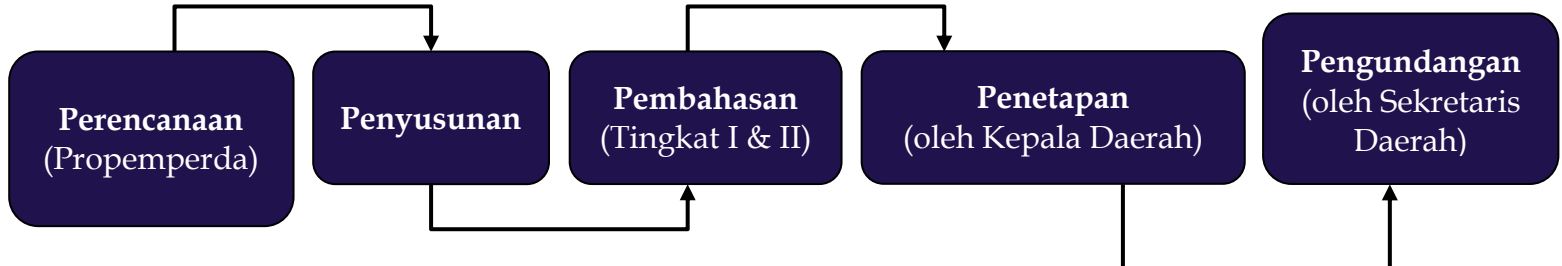 Perencanaan
(Propemperda)
Penyusunan
Pembahasan
(Tingkat I & II)
Penetapan
(oleh Kepala Daerah)
Pengundangan
(oleh Sekretaris
Daerah)